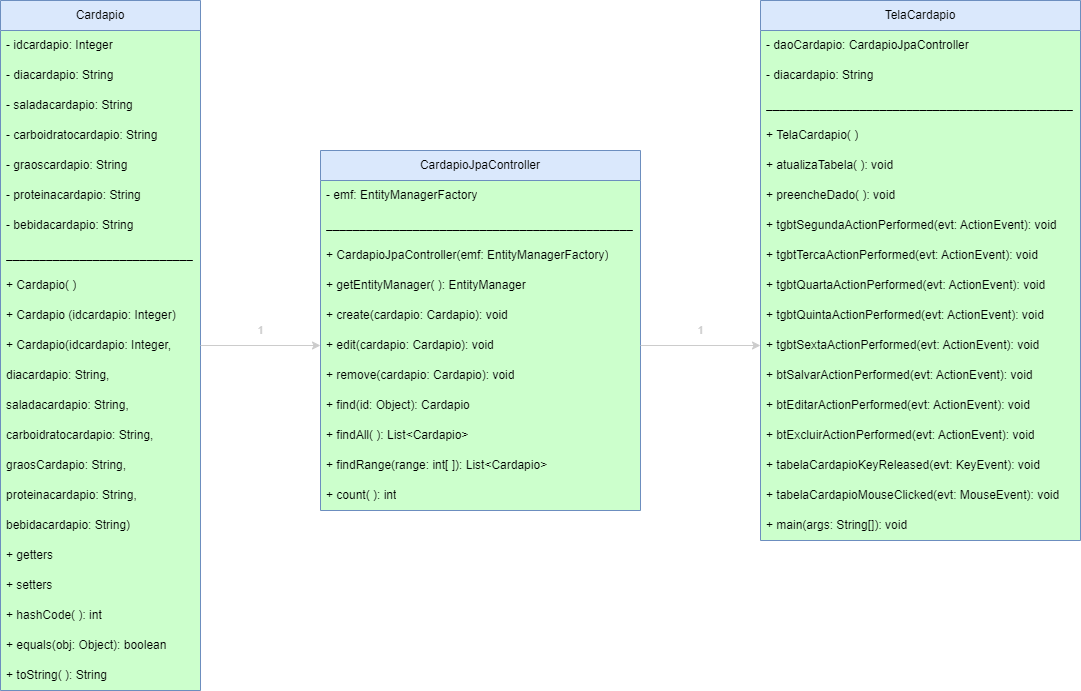 Cardapio
- idcardapio: Integer
- diacardapio: String
- saladacardapio: String
- carboidratocardapio: String
- graoscardapio: String
- proteinacardapio: String
- bebidacardapio: String
+ Cardapio( )
+ Cardapio (idcardapio: Integer)
+ Cardapio(idcardapio: Integer,
diacardapio: String,
saladacardapio: String,
carboidratocardapio: String,
graosCardapio: String,
proteinacardapio: String,
bebidacardapio: String)
+ getters
+ setters
+ hashCode( ): int
+ equals(obj: Object): boolean
+ toString( ): String
1
CardapioJpaController
- emf: EntityManagerFactory
+ CardapioJpaController(emf: EntityManagerFactory)
+ getEntityManager( ): EntityManager
+ create(cardapio: Cardapio): void
+ edit(cardapo: Cardapio): void
+ remove(cardapio: Cardapio): void
+ find(id: Object): Cardapio
+ findAll( ): List<Cardapio>
+ findRange(range: int[ ]): List<Cardapio>
+ count( ): int
1
TelaCardapio
- daoCardapio: CardapioJpaController
- diacardapio: String
+ TelaCardapio( )
+ atualizaTabela( ): void
+ preencheDado( ): void
+ tgbtSegundaActionPerformed(evt: ActionEvent): void
+ tgbtTercaActionPerformed(evt: ActionEvent): void
+ tgbtQuartaActionPerformed(evt: ActionEvent): void
+ tgbtQuintaActionPerformed(evt: ActionEvent): void
+ tgbtSextaActionPerformed(evt: ActionEvent): void
+ btSalvarActionPerformed(evt: ActionEvent): void
+ btEditarActionPerformed(evt: ActionEvent): void
+ btExcluirActionPerformed(evt: ActionEvent): void
+ tabelaCardapioKeyReleased(evt: KeyEvent): void
+ tabelaCardapioMouseClicked(evt: MouseEvent): void
+ main(args: String[]): void